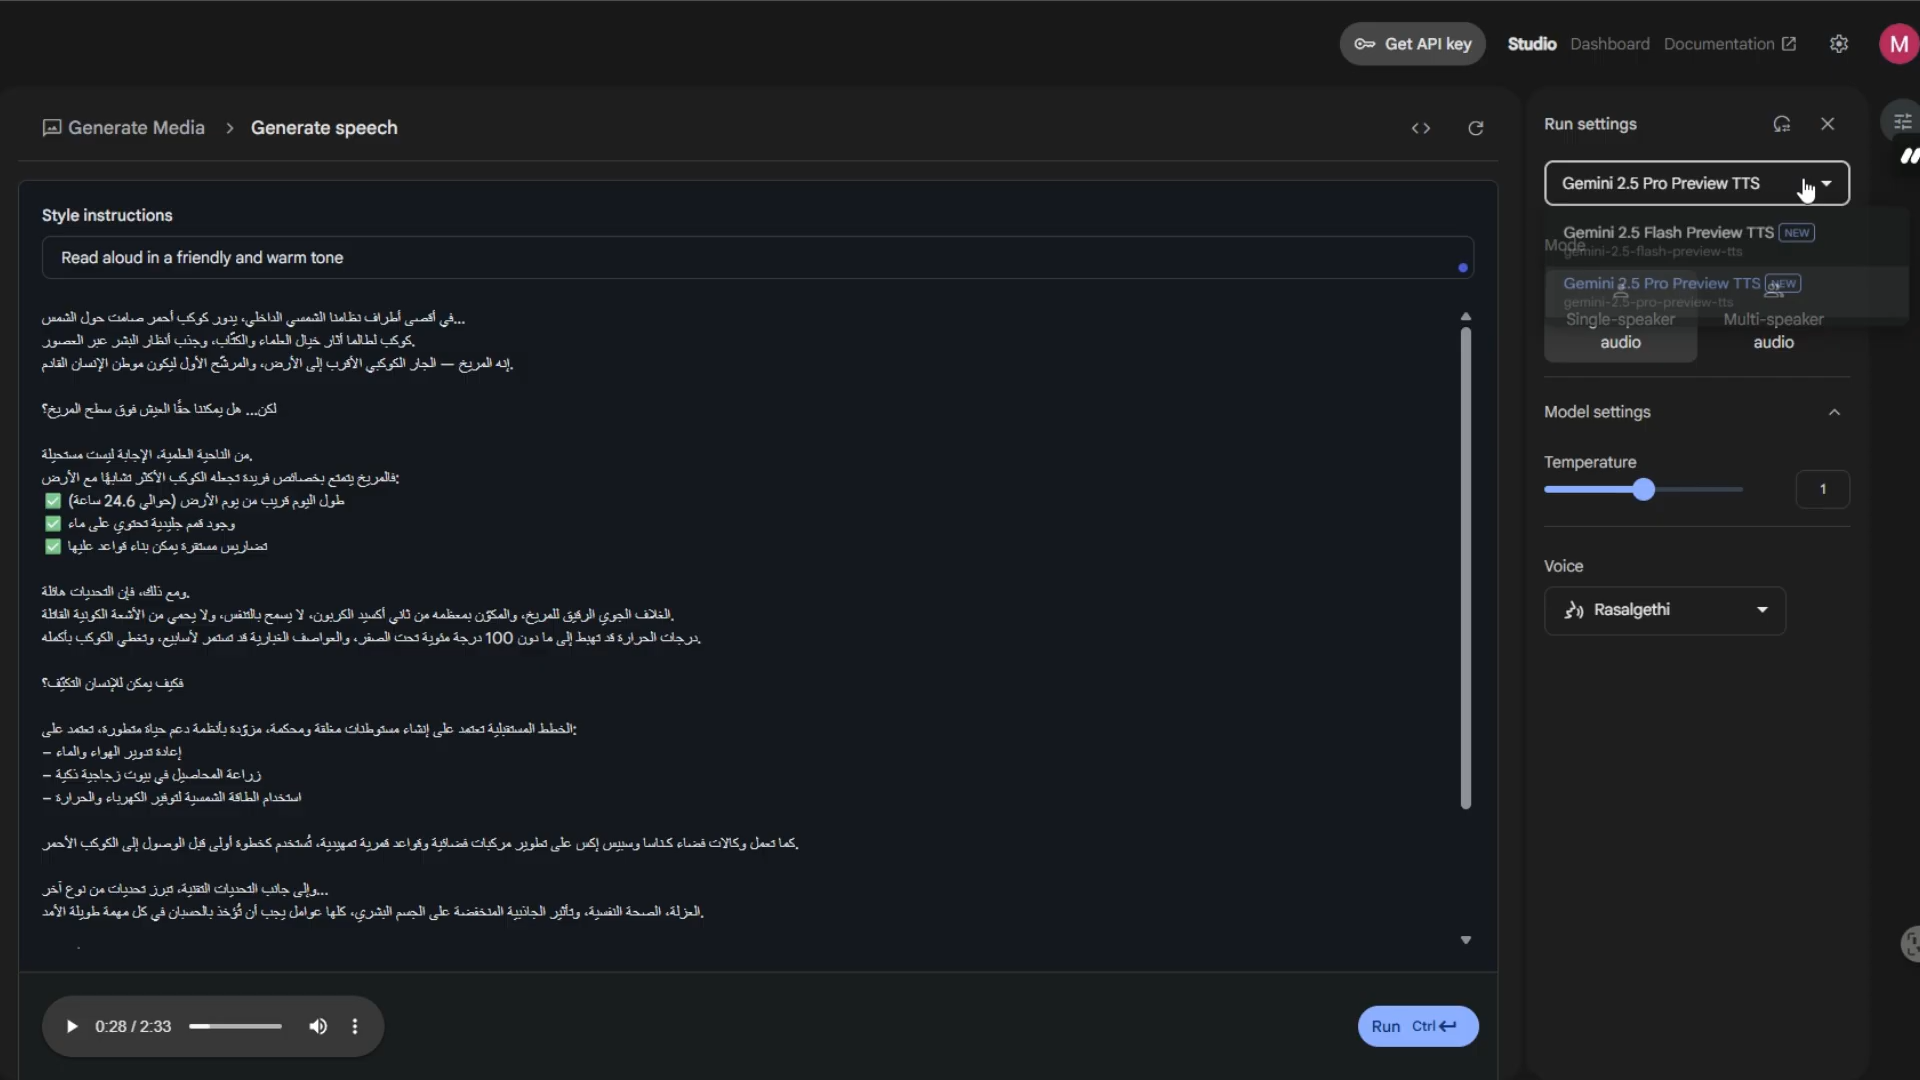 Get API key
Studio
Dashboard
Documentation
M
Generate Media > Generate speech
Run settings
Gemini 2.5 Pro Preview TTS
Gemini 2.5 Flash Preview TTS NEW
gemini-2.5-flash-preview-tts
Mode
Gemini 2.5 Pro Preview TTS NEW
gemini-2.5-pro-preview-tts
Single-speaker audio
Multi-speaker audio
Model settings
Temperature
1
Voice
Rasalgethi
Style instructions
Read aloud in a friendly and warm tone
في أقصى أطراف نظامنا الشمسي الداخلي، يدور كوكب أحمر صامت حول الشمس...
كوكب لطالما أثار خيال العلماء والكتّاب، وجذب أنظار البشر عبر العصور.
إنه المريخ — الجار الكوكبي الأقرب إلى الأرض، والمرشّح الأول ليكون موطن الإنسان القادم.
لكن... هل يمكننا حقًا العيش فوق سطح المريخ؟
من الناحية العلمية، الإجابة ليست مستحيلة.
فالمريخ يتمتع بخصائص فريدة تجعله الكوكب الأكثر تشابهًا مع الأرض:
✅ طول اليوم قريب من يوم الأرض (حوالي 24.6 ساعة)
✅ وجود قمم جليدية تحتوي على ماء
✅ تضاريس مستقرة يمكن بناء قواعد عليها
ومع ذلك، فإن التحديات هائلة.
الغلاف الجوي الرقيق للمريخ، والمكوّن بمعظمه من ثاني أكسيد الكربون، لا يسمح بالتنفس، ولا يحمي من الأشعة الكونية القاتلة.
درجات الحرارة قد تهبط إلى ما دون 100 درجة مئوية تحت الصفر، والعواصف الغبارية قد تستمر لأسابيع، وتغطي الكوكب بأكمله.
فكيف يمكن للإنسان التكيّف؟
الخطط المستقبلية تعتمد على إنشاء مستوطنات مغلقة ومحكمة، مزوّدة بأنظمة دعم حياة متطورة، تعتمد على:
– إعادة تدوير الهواء والماء
– زراعة المحاصيل في بيوت زجاجية ذكية
– استخدام الطاقة الشمسية لتوفير الكهرباء والحرارة
كما تعمل وكالات فضاء كناسا وسبيس إكس على تطوير مركبات فضائية وقواعد قمرية تمهيدية، تُستخدم كخطوة أولى قبل الوصول إلى الكوكب الأحمر.
وإلى جانب التحديات التقنية، تبرز تحديات من نوع آخر...
العزلة، الصحة النفسية، وتأثير الجاذبية المنخفضة على الجسم البشري، كلها عوامل يجب أن تُؤخذ بالحسبان في كل مهمة طويلة الأمد.
0:28 / 2:33
Run Ctrl